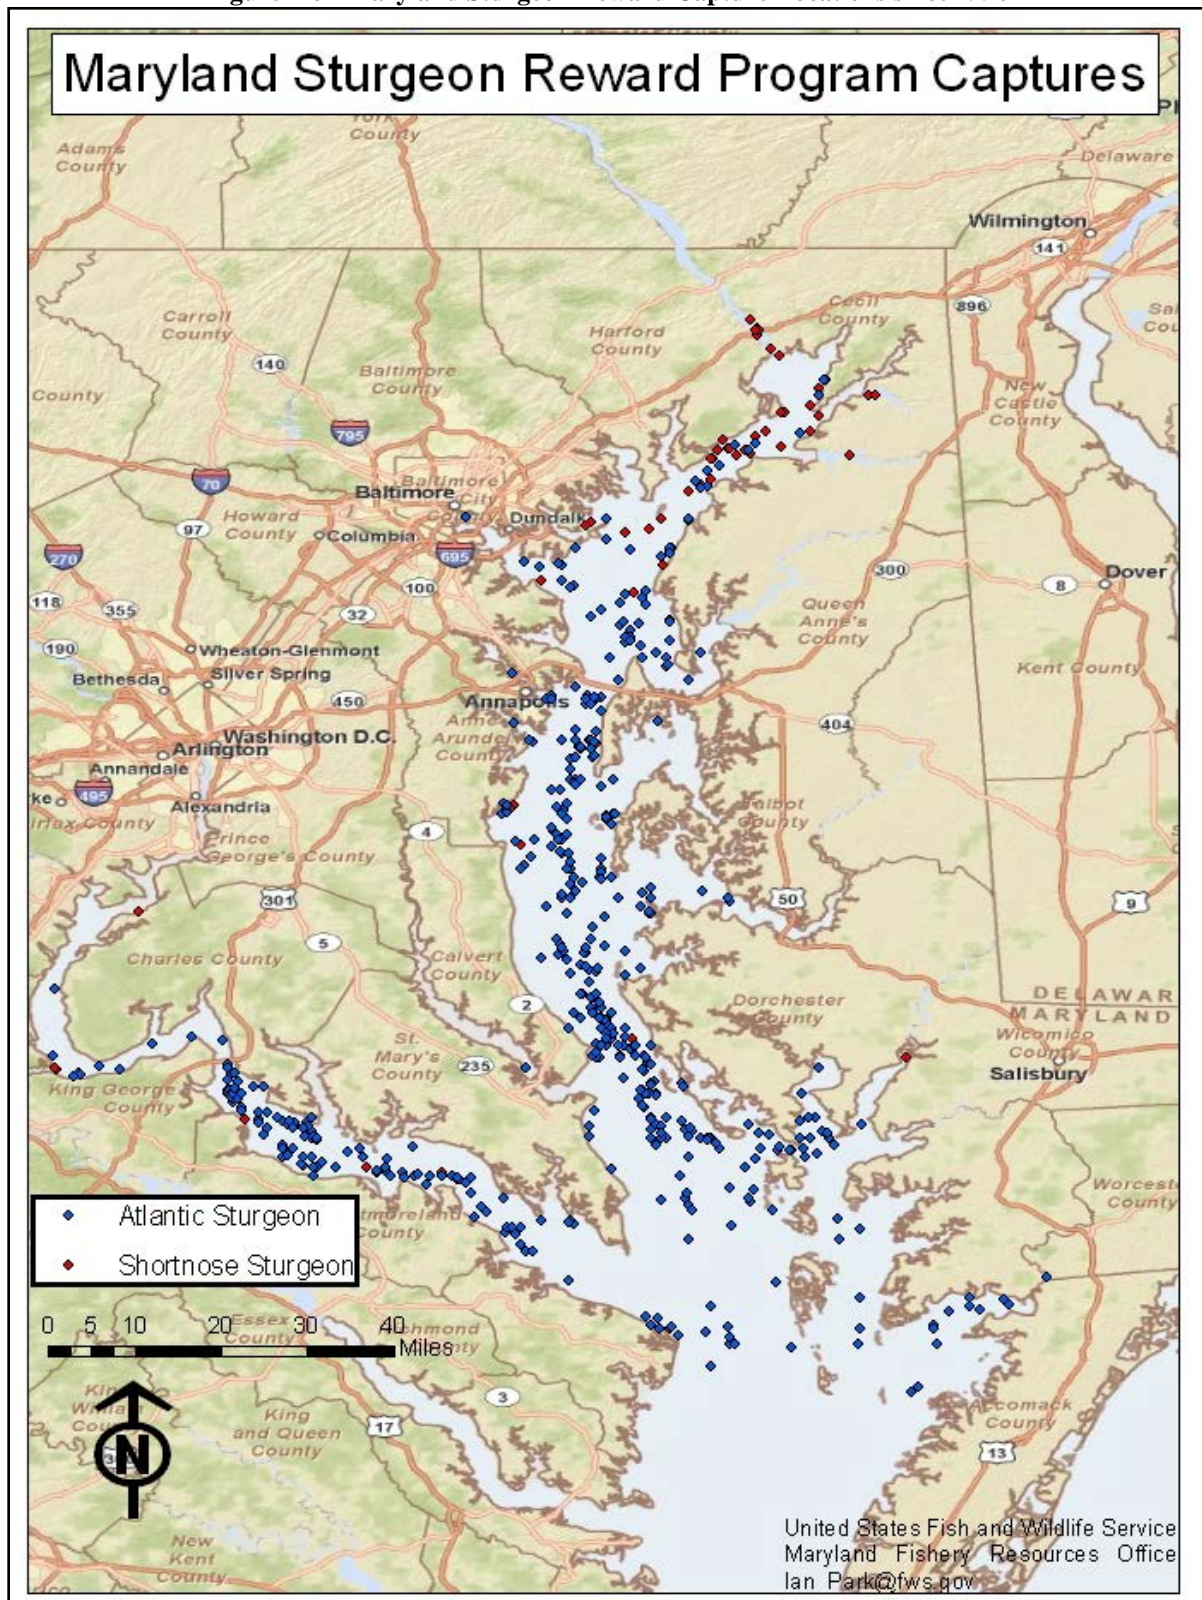 Maryland Sturgeon Reward Program Captures
York
County
Adams
County
Delaware
Wilmington
141
896
Cecil
County
Carroll
County
Harford
County
140
Baltimore
County
County
New
Castle
County
795
70
Baltimore
City
County
Baltimore
97
Howard
County
Dundalk
Columbia
695
270
300
8
Dover
100
118
355
32
Queen
Anne's
County
190
Wheaton-Glenmont
Silver Spring
Bethesda
Kent County
450
Annapolis
Anne
Arundel
County
404
Washington D.C.
Arlington
Annandale
495
Alexandria
4
Prince
George's County
301
50
9
5
Charles County
Calvert
County
2
Dorchester
County
DELAWAR
MARYLAND
Wicomico
County
St.
Mary's
County
235
Salisbury
King George
County
Worcest
County
Atlantic Sturgeon
Shortnose Sturgeon
0 5 10 20 30 40
Miles
Essex
County
3
King
and Queen
County
17
N
Accomack
County
13
New
Kent
County
United States Fish and Wildlife Service
Maryland Fishery Resources Office
Ian_Park@fws.gov